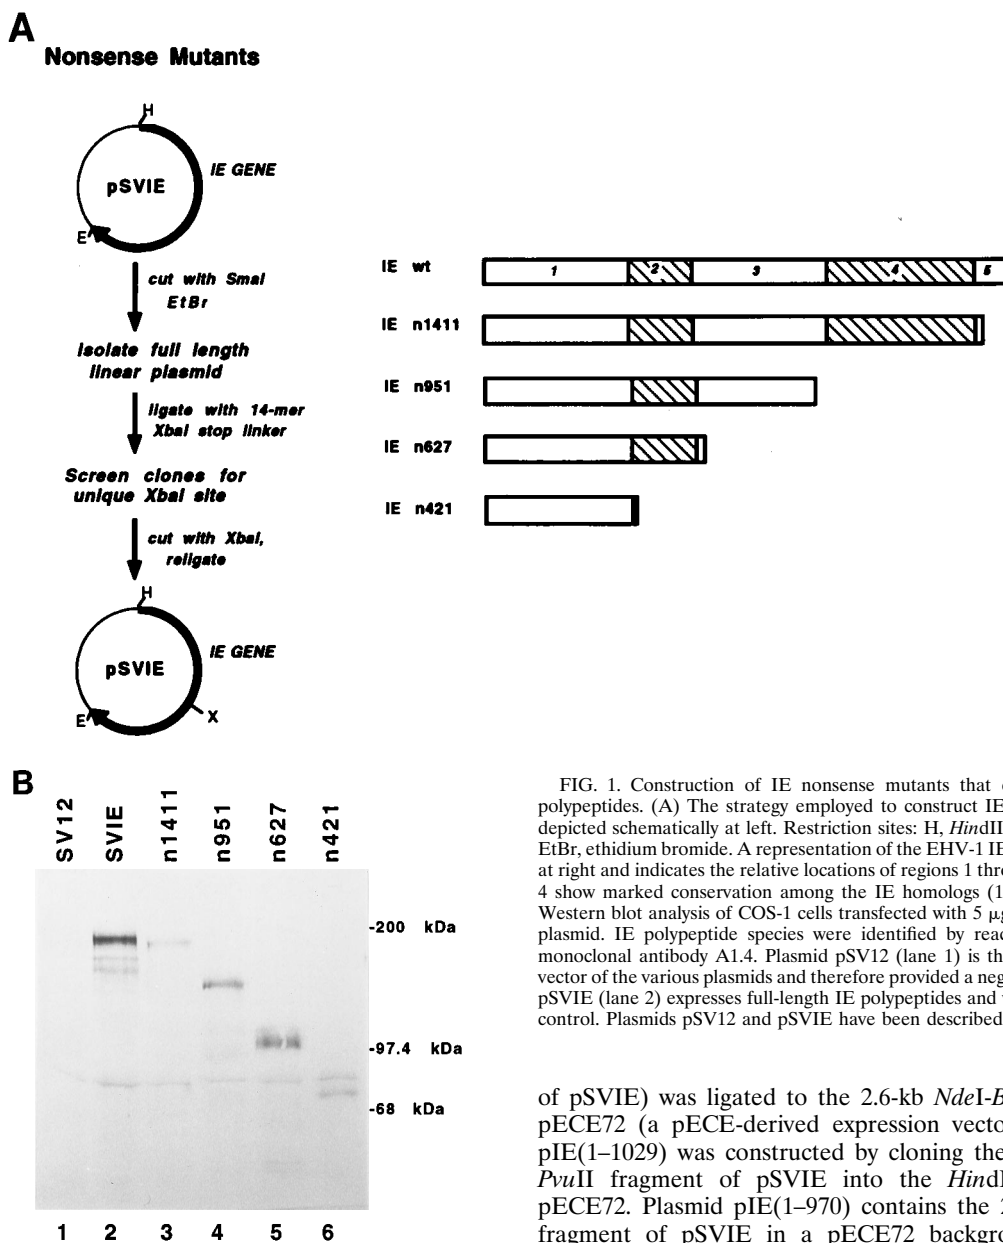 A
Nonsense Mutants
H
pSVIE
IE GENE
E
cut with SmaI
EtBr
Isolate full length
linear plasmid
ligate with 14-mer
XbaI stop linker
Screen clones for
unique XbaI site
cut with XbaI,
religate
H
pSVIE
IE GENE
E
X
IE wt
1 2 3 4 5
IE n1411
IE n951
IE n627
IE n421
B
SV12 SVIE n1411 n951 n627 n421
-200 kDa
-97.4 kDa
-68 kDa
1 2 3 4 5 6
FIG. 1. Construction of IE nonsense mutants that
polypeptides. (A) The strategy employed to construct IE
depicted schematically at left. Restriction sites: H, HindII
EtBr, ethidium bromide. A representation of the EHV-1 IE
at right and indicates the relative locations of regions 1 thr
4 show marked conservation among the IE homologs (1
Western blot analysis of COS-1 cells transfected with 5 μg
plasmid. IE polypeptide species were identified by reac
monoclonal antibody A1.4. Plasmid pSV12 (lane 1) is th
vector of the various plasmids and therefore provided a neg
pSVIE (lane 2) expresses full-length IE polypeptides and
control. Plasmids pSV12 and pSVIE have been described
of pSVIE) was ligated to the 2.6-kb NdeI-B
pECE72 (a pECE-derived expression vecto
pIE(1–1029) was constructed by cloning the
PvuII fragment of pSVIE into the HindI
pECE72. Plasmid pIE(1–970) contains the 2
fragment of pSVIE in a pECE72 backgro